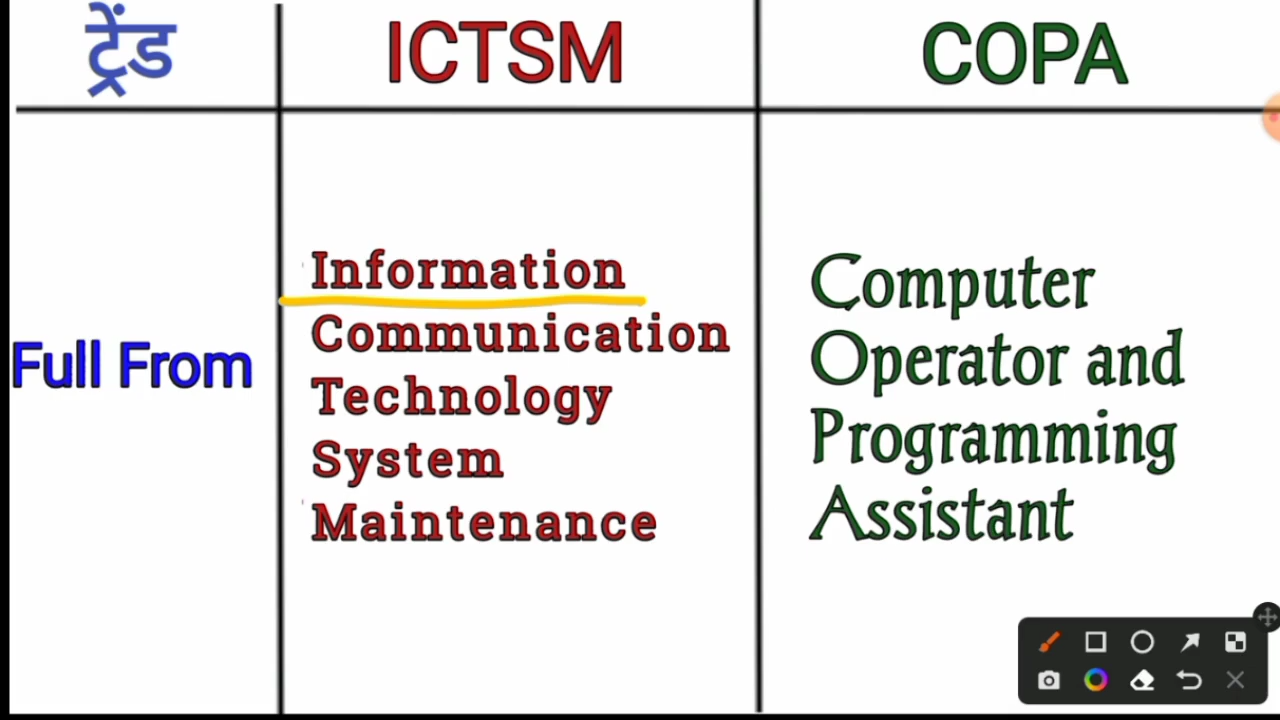 ट्रेंड ICTSM COPA
Full From
Information
Communication
Technology
System
Maintenance
Computer
Operator and
Programming
Assistant